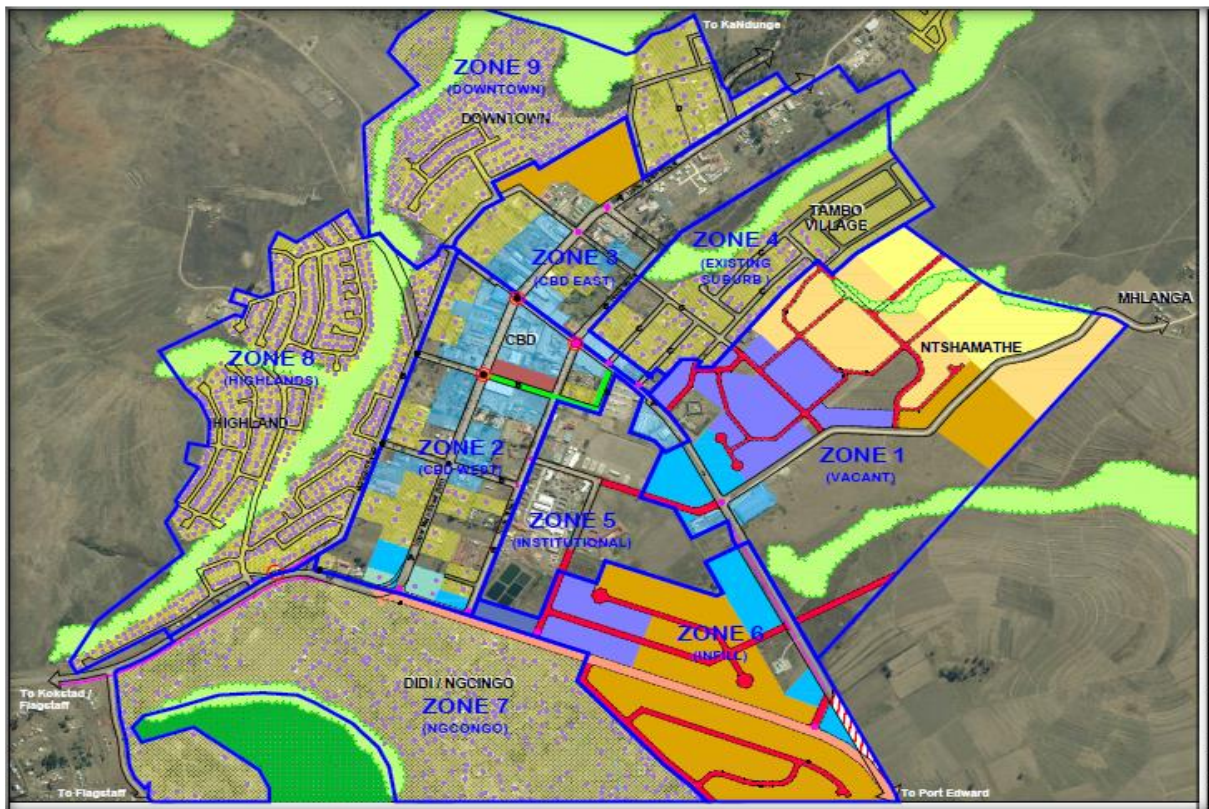 To KaNdunge
ZONE 9
(DOWNTOWN)
DOWNTOWN
TAMBO
VILLAGE
ZONE 4
(EXISTING
SUBURB)
ZONE 3
(CBD EAST)
MHLANGA
CBD
NTSHAMATHE
ZONE 8
(HIGHLANDS)
HIGHLAND
ZONE 2
(CBD WEST)
ZONE 1
(VACANT)
ZONE 5
(INSTITUTIONAL)
ZONE 6
(INFILL)
DIDI / NGCINGO
ZONE 7
(NGCONGO)
To Kokstad /
Flagstaff
To Flagstaff
To Port Edward